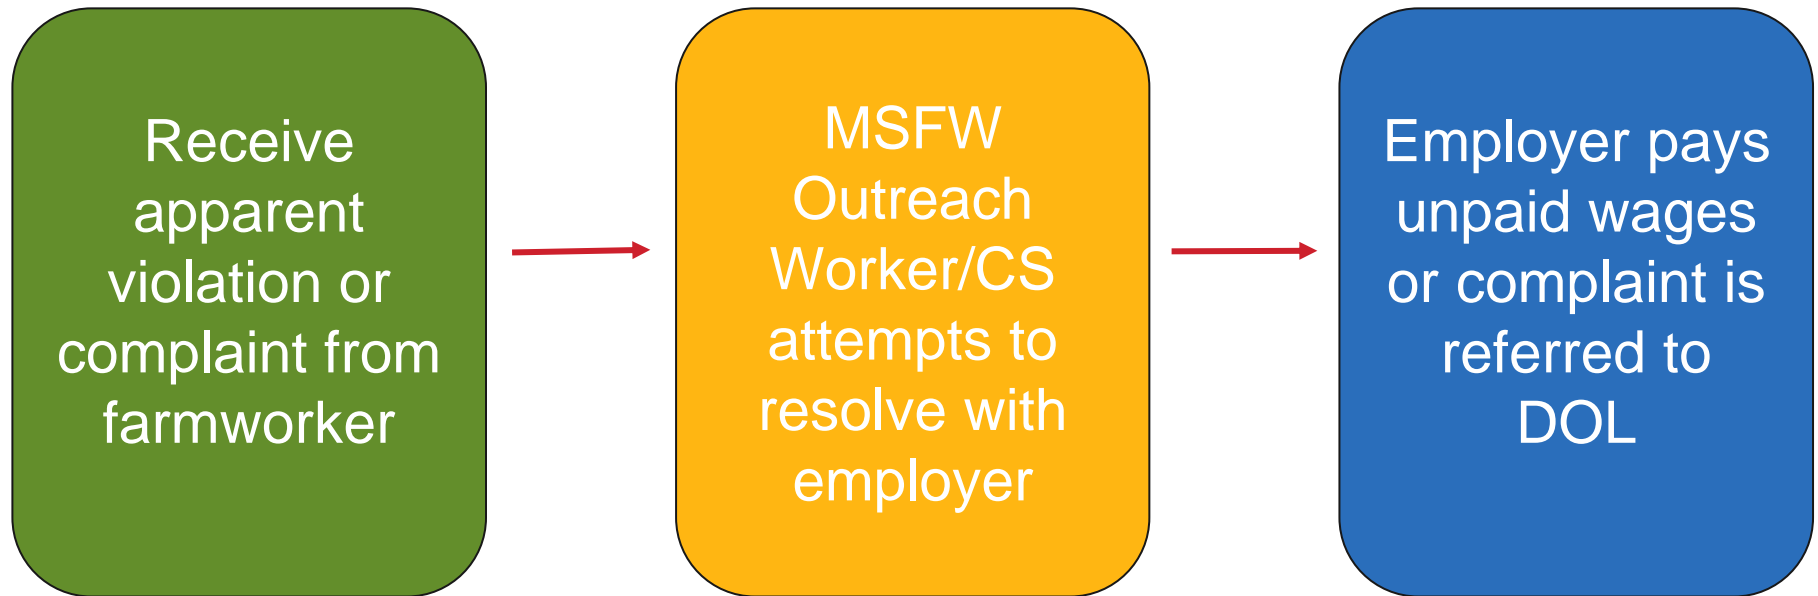 Receive
apparent
violation or
complaint from
farmworker
MSFW
Outreach
Worker/CS
attempts to
resolve with
employer
Employer pays
unpaid wages
or complaint is
referred to
DOL